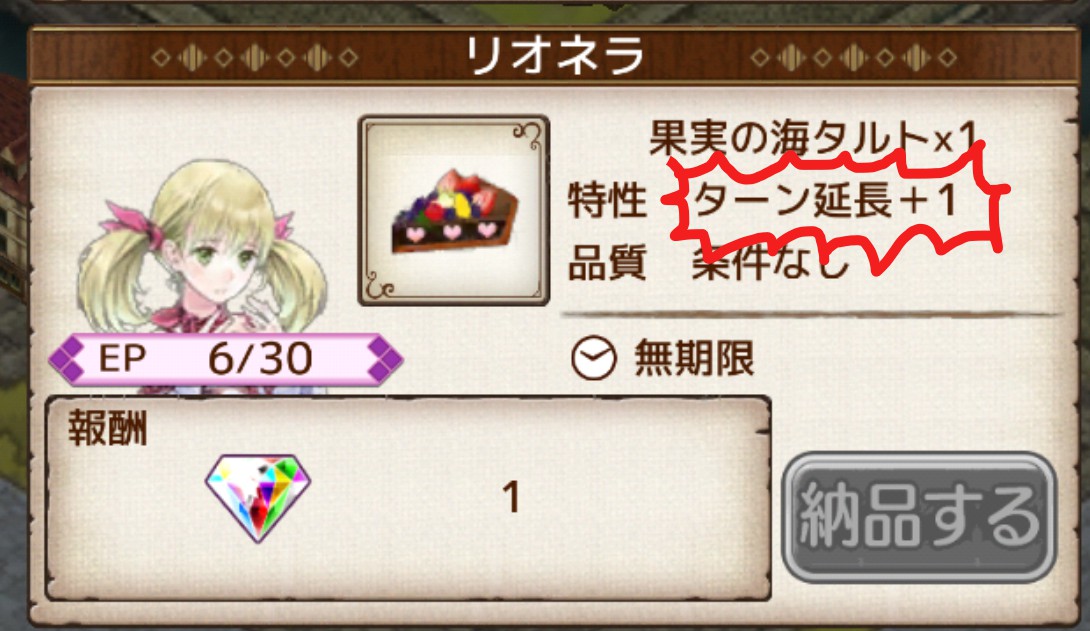 リオネラ
果実の海タルトx1
特性 ターン延長+1
品質 条件なし
EP 6/30
無期限
報酬
1
納品する